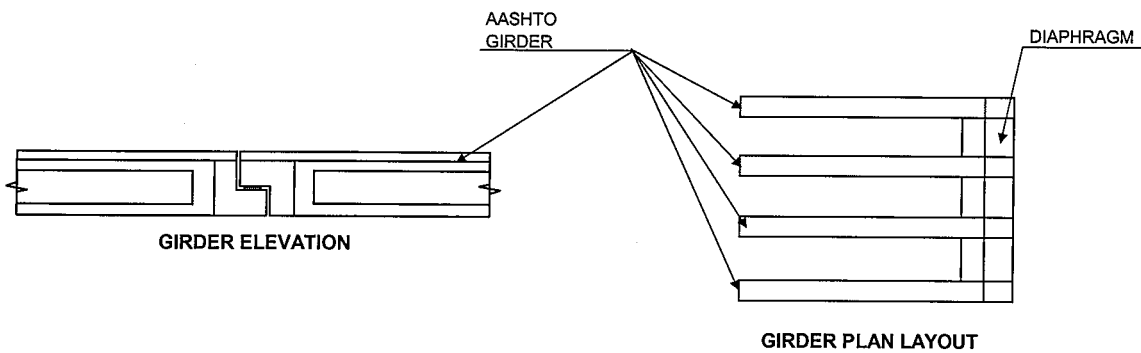 AASHTO
GIRDER
DIAPHRAGM
GIRDER ELEVATION
GIRDER PLAN LAYOUT